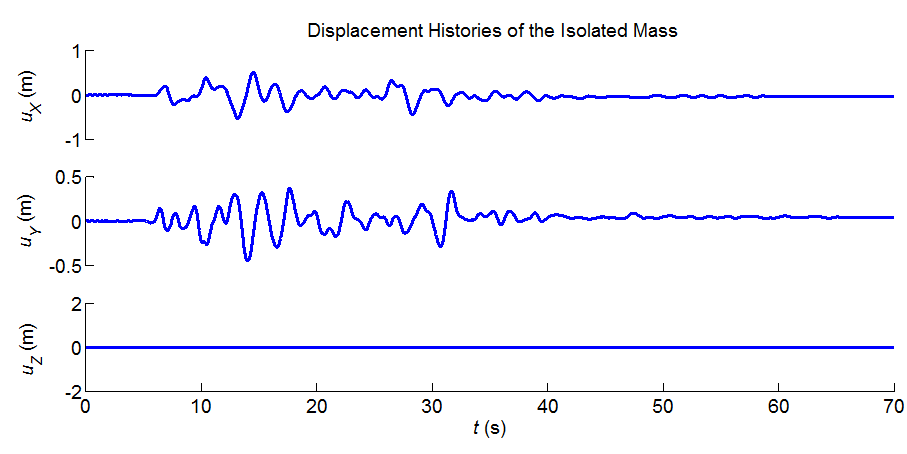 Displacement Histories of the Isolated Mass
1
0
-1
u_X (m)
0.5
0
-0.5
u_Y (m)
2
0
-2
u_Z (m)
0 10 20 30 40 50 60 70
t (s)